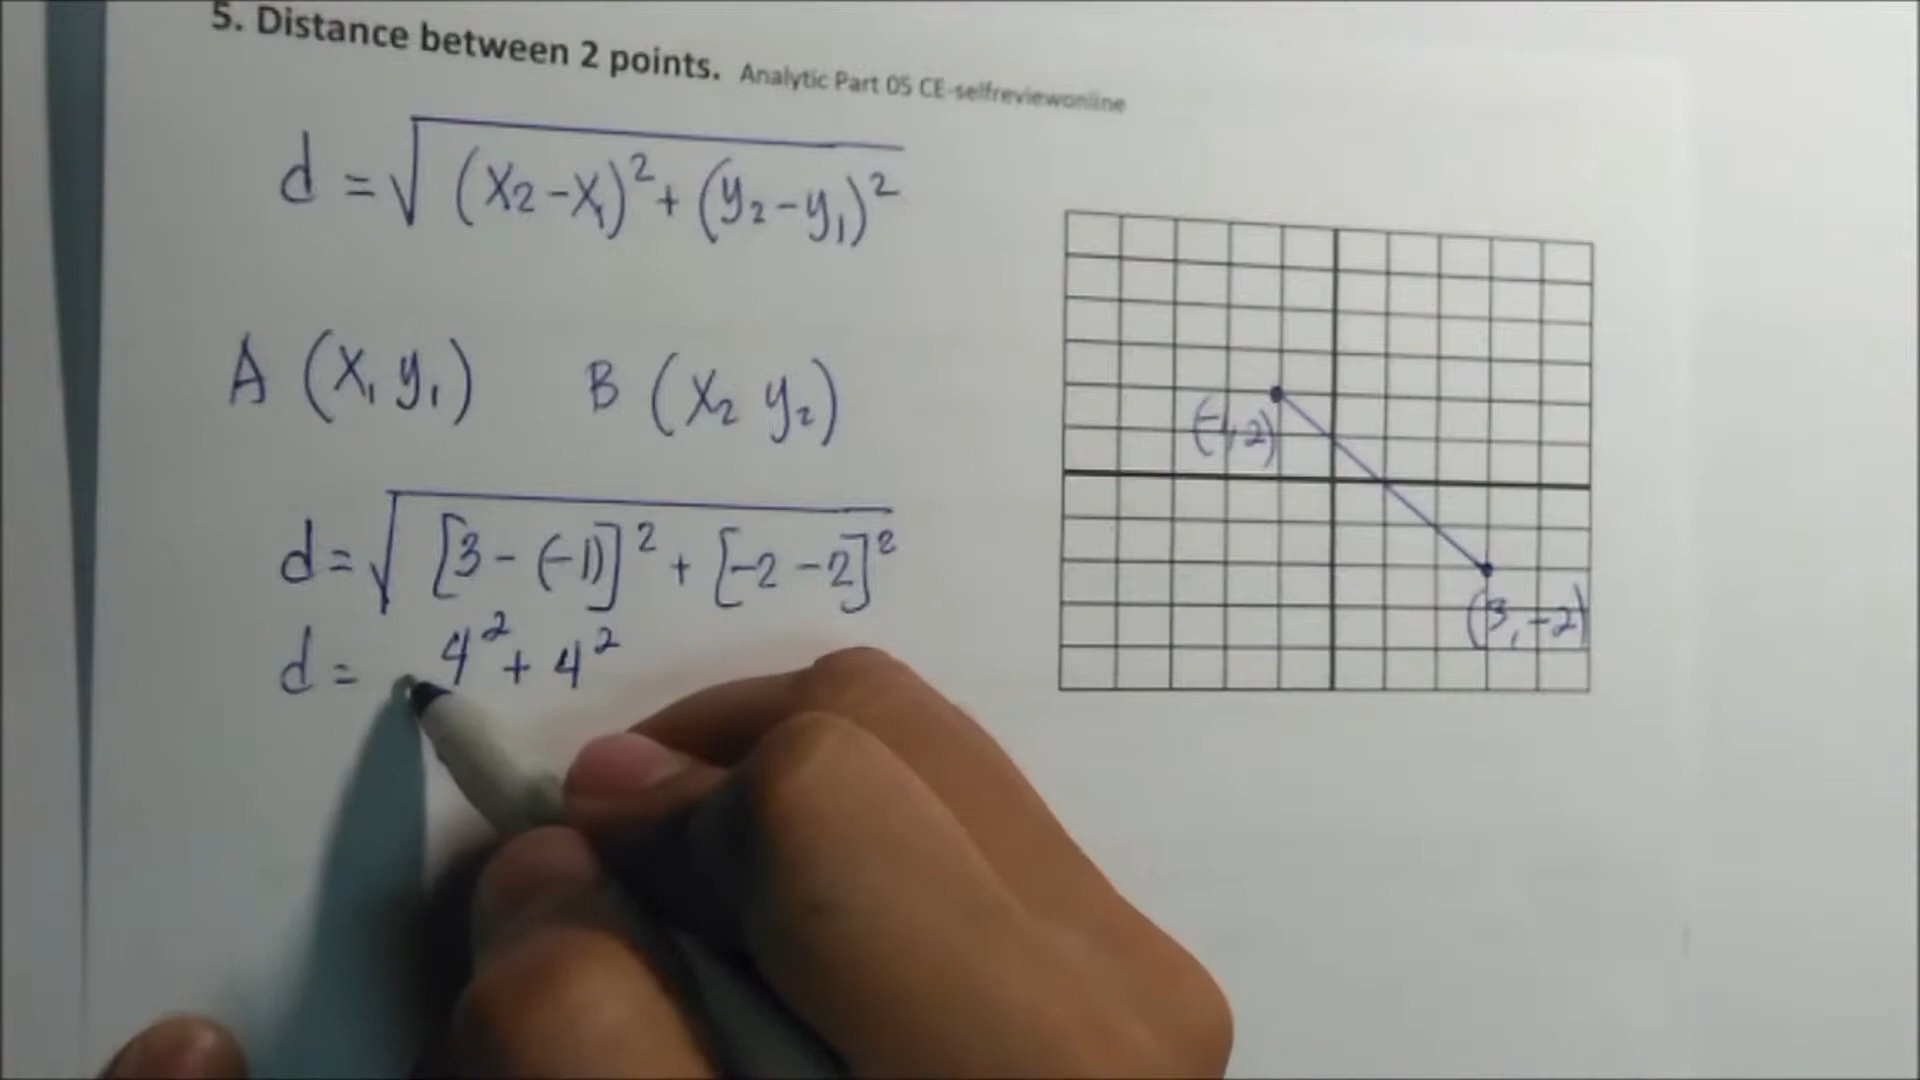 5. Distance between 2 points. Analytic Part 05 CE-selfreviewonline
d = √(x₂-x₁)² + (y₂-y₁)²
A (x₁ y₁) B (x₂ y₂)
(-1,2)
d = √[3-(-1)]² + [-2-2]²
(3,-2)
d = 4² + 4²